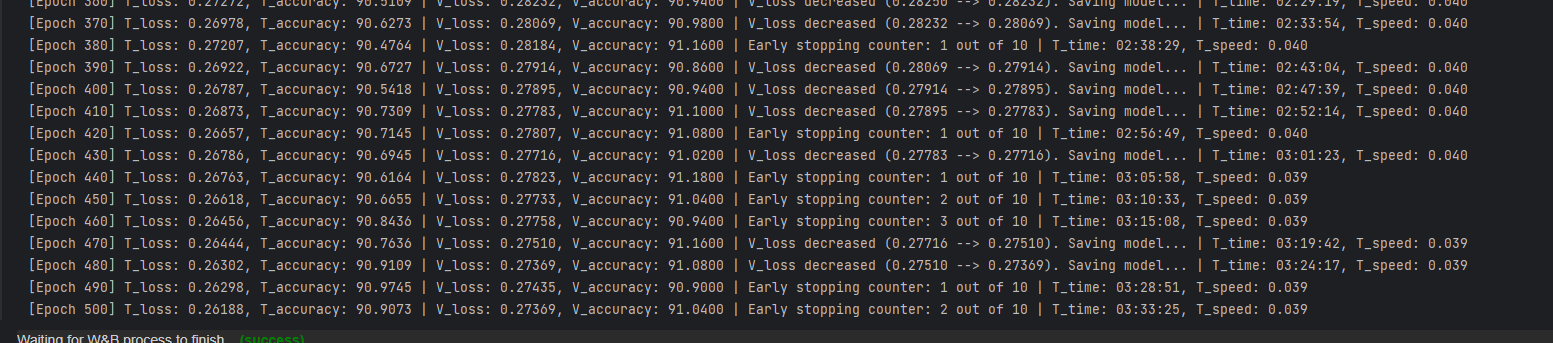 [Epoch 360] T_loss: 0.27272, T_accuracy: 90.5109 | V_loss: 0.28232, V_accuracy: 90.9400 | V_loss decreased (0.28250 --> 0.28232). Saving model... | T_time: 02:29:19, T_speed: 0.040
[Epoch 370] T_loss: 0.26978, T_accuracy: 90.6273 | V_loss: 0.28069, V_accuracy: 90.9800 | V_loss decreased (0.28232 --> 0.28069). Saving model... | T_time: 02:33:54, T_speed: 0.040
[Epoch 380] T_loss: 0.27207, T_accuracy: 90.4764 | V_loss: 0.28184, V_accuracy: 91.1600 | Early stopping counter: 1 out of 10 | T_time: 02:38:29, T_speed: 0.040
[Epoch 390] T_loss: 0.26922, T_accuracy: 90.6727 | V_loss: 0.27914, V_accuracy: 90.8600 | V_loss decreased (0.28069 --> 0.27914). Saving model... | T_time: 02:43:04, T_speed: 0.040
[Epoch 400] T_loss: 0.26787, T_accuracy: 90.5418 | V_loss: 0.27895, V_accuracy: 90.9400 | V_loss decreased (0.27914 --> 0.27895). Saving model... | T_time: 02:47:39, T_speed: 0.040
[Epoch 410] T_loss: 0.26873, T_accuracy: 90.7309 | V_loss: 0.27783, V_accuracy: 91.1000 | V_loss decreased (0.27895 --> 0.27783). Saving model... | T_time: 02:52:14, T_speed: 0.040
[Epoch 420] T_loss: 0.26657, T_accuracy: 90.7145 | V_loss: 0.27807, V_accuracy: 91.0800 | Early stopping counter: 1 out of 10 | T_time: 02:56:49, T_speed: 0.040
[Epoch 430] T_loss: 0.26786, T_accuracy: 90.6945 | V_loss: 0.27716, V_accuracy: 91.0200 | V_loss decreased (0.27783 --> 0.27716). Saving model... | T_time: 03:01:23, T_speed: 0.040
[Epoch 440] T_loss: 0.26763, T_accuracy: 90.6164 | V_loss: 0.27823, V_accuracy: 91.1800 | Early stopping counter: 1 out of 10 | T_time: 03:05:58, T_speed: 0.039
[Epoch 450] T_loss: 0.26618, T_accuracy: 90.6655 | V_loss: 0.27733, V_accuracy: 91.0400 | Early stopping counter: 2 out of 10 | T_time: 03:10:33, T_speed: 0.039
[Epoch 460] T_loss: 0.26456, T_accuracy: 90.8436 | V_loss: 0.27758, V_accuracy: 90.9400 | Early stopping counter: 3 out of 10 | T_time: 03:15:08, T_speed: 0.039
[Epoch 470] T_loss: 0.26444, T_accuracy: 90.7636 | V_loss: 0.27510, V_accuracy: 91.1600 | V_loss decreased (0.27716 --> 0.27510). Saving model... | T_time: 03:19:42, T_speed: 0.039
[Epoch 480] T_loss: 0.26302, T_accuracy: 90.9109 | V_loss: 0.27369, V_accuracy: 91.0800 | V_loss decreased (0.27510 --> 0.27369). Saving model... | T_time: 03:24:17, T_speed: 0.039
[Epoch 490] T_loss: 0.26298, T_accuracy: 90.9745 | V_loss: 0.27435, V_accuracy: 90.9000 | Early stopping counter: 1 out of 10 | T_time: 03:28:51, T_speed: 0.039
[Epoch 500] T_loss: 0.26188, T_accuracy: 90.9073 | V_loss: 0.27369, V_accuracy: 91.0400 | Early stopping counter: 2 out of 10 | T_time: 03:33:25, T_speed: 0.039
Waiting for W&B process to finish... (success)